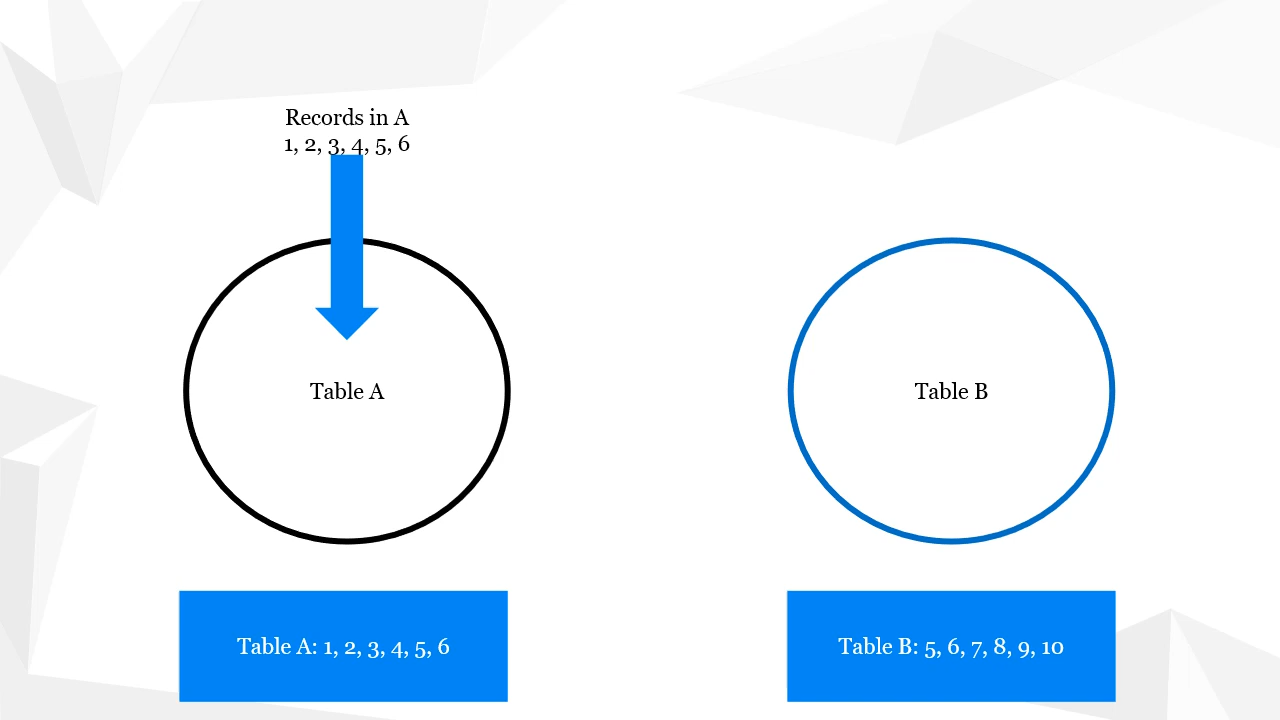 Records in A
1, 2, 3, 4, 5, 6
Table A
Table B
Table A: 1, 2, 3, 4, 5, 6
Table B: 5, 6, 7, 8, 9, 10